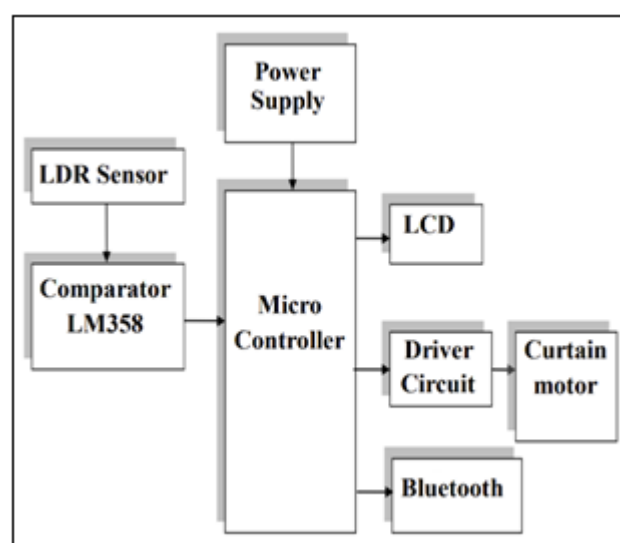 Power
Supply
LDR Sensor
Comparator
LM358
Micro
Controller
LCD
Driver
Circuit
Curtain
motor
Bluetooth